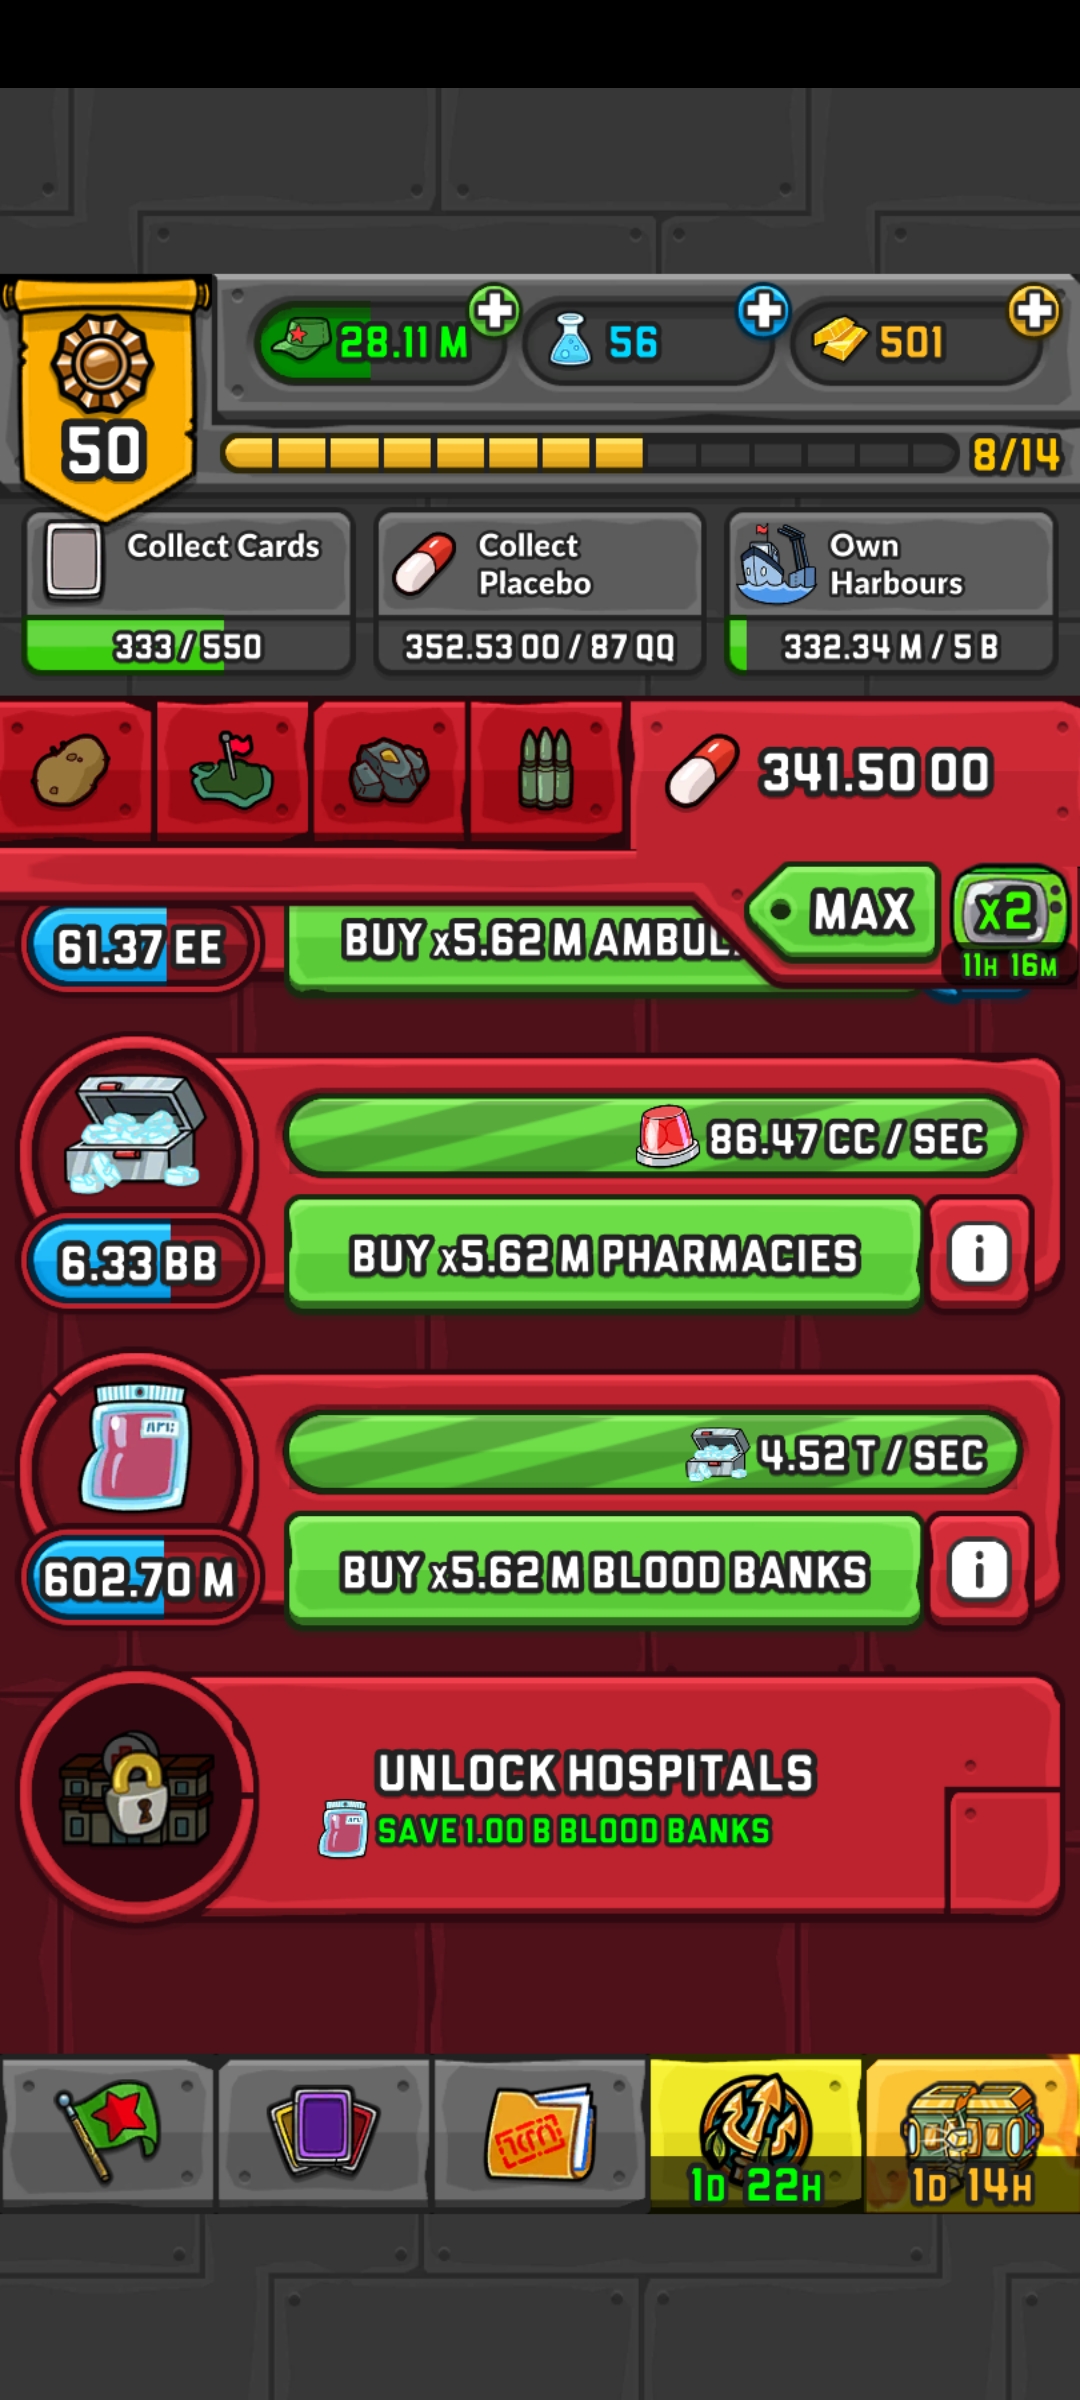 28.11 M
56
501
50
8/14
Collect Cards
333 / 550
Collect
Placebo
352.53 OO / 87 QQ
Own
Harbours
332.34 M / 5 B
341.50 OO
MAX
x2
11H 16M
61.37 EE
BUY x5.62 M AMBUL
86.47 CC / SEC
6.33 BB
BUY x5.62 M PHARMACIES
i
4.52 T / SEC
602.70 M
BUY x5.62 M BLOOD BANKS
i
UNLOCK HOSPITALS
SAVE 1.00 B BLOOD BANKS
1D 22H
1D 14H